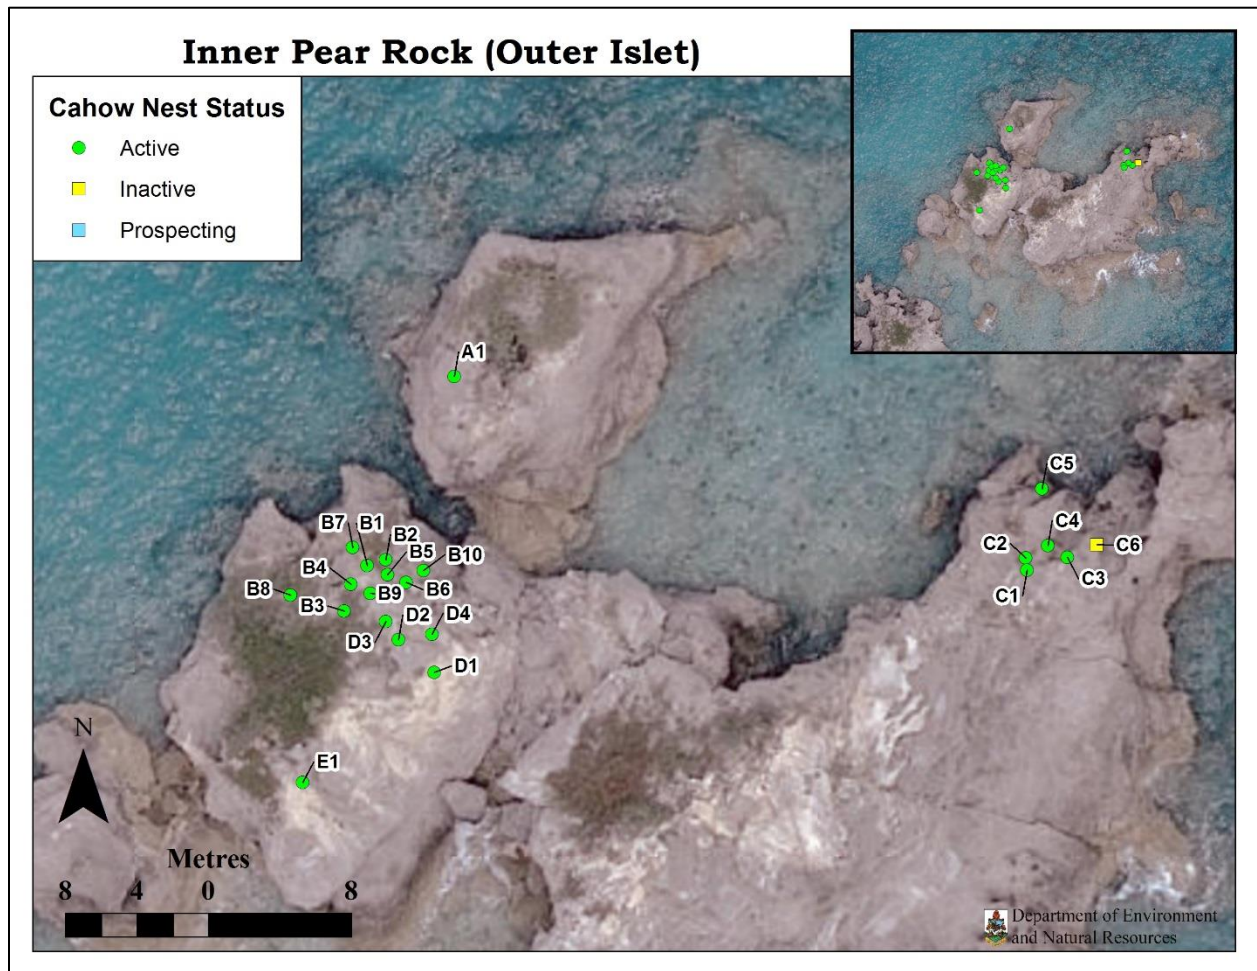 Inner Pear Rock (Outer Islet)
Cahow Nest Status
Active
Inactive
Prospecting
A1
C5
B7
B1
B2
B5
B10
C4
C2
C6
B4
B8
B9
B6
C3
C1
B3
D2
D4
D3
D1
E1
N
Metres
8 4 0 8
Department of Environment
and Natural Resources